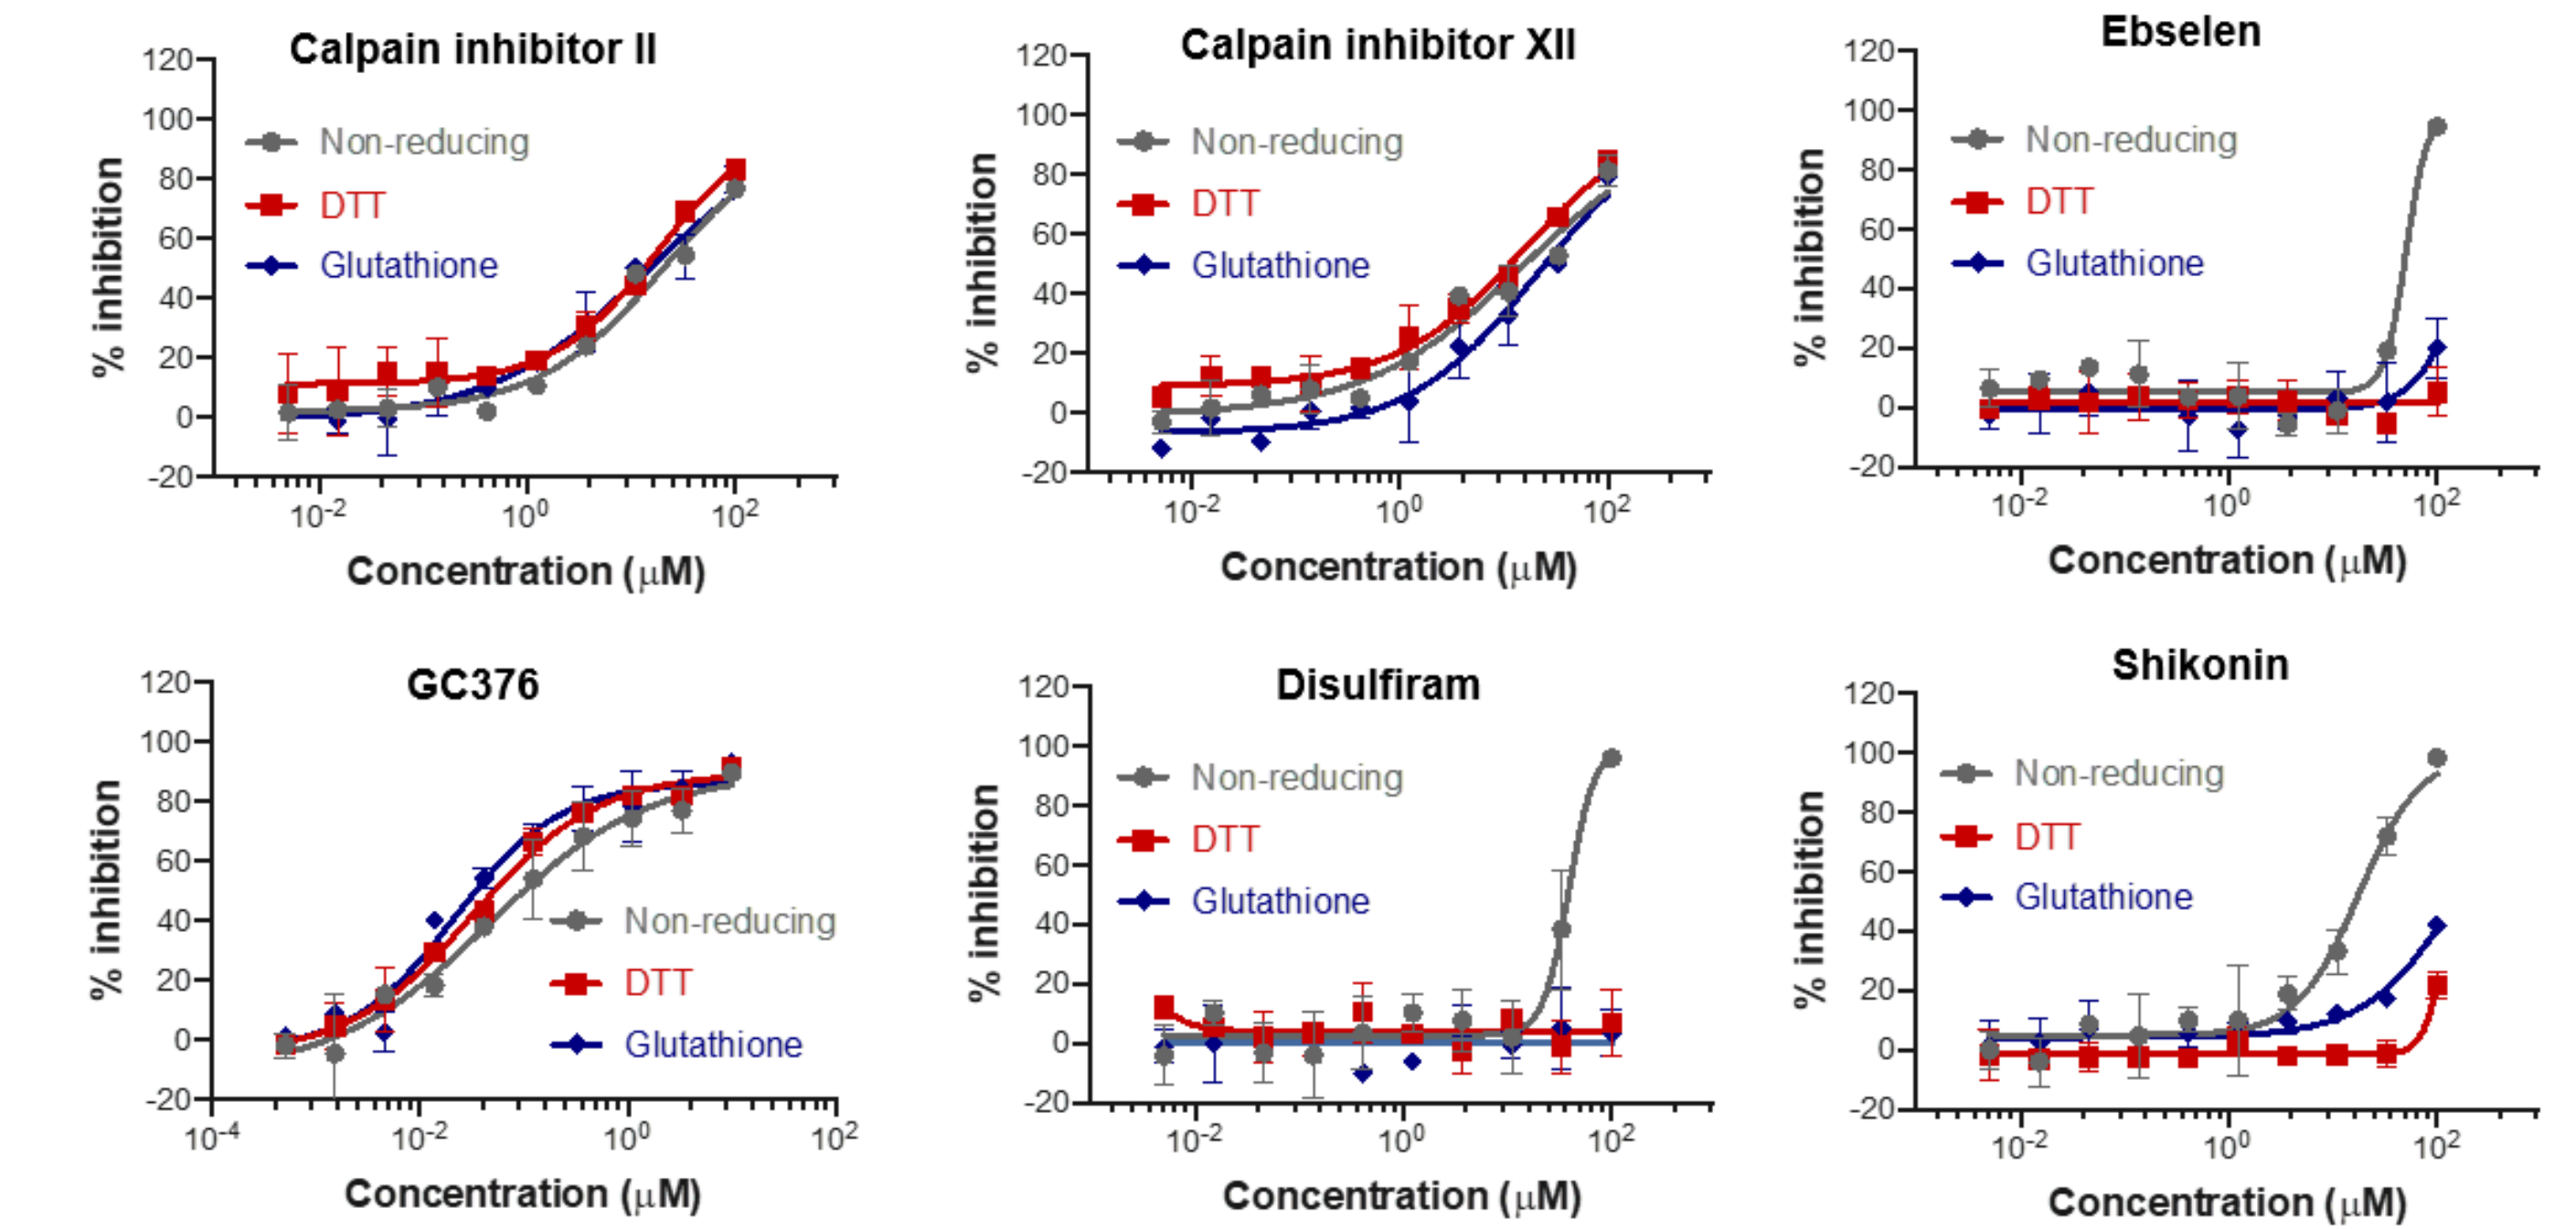 Calpain inhibitor II
120
100
80
60
40
20
0
-20
% inhibition
Non-reducing
DTT
Glutathione
10-2
100
102
Concentration (μM)
Calpain inhibitor XII
120
100
80
60
40
20
0
-20
% inhibition
Non-reducing
DTT
Glutathione
10-2
100
102
Concentration (μM)
Ebselen
120
100
80
60
40
20
0
-20
% inhibition
Non-reducing
DTT
Glutathione
10-2
100
102
Concentration (μM)
GC376
120
100
80
60
40
20
0
-20
% inhibition
Non-reducing
DTT
Glutathione
10-4
10-2
100
102
Concentration (μM)
Disulfiram
120
100
80
60
40
20
0
-20
% inhibition
Non-reducing
DTT
Glutathione
10-2
100
102
Concentration (μM)
Shikonin
120
100
80
60
40
20
0
-20
% inhibition
Non-reducing
DTT
Glutathione
10-2
100
102
Concentration (μM)